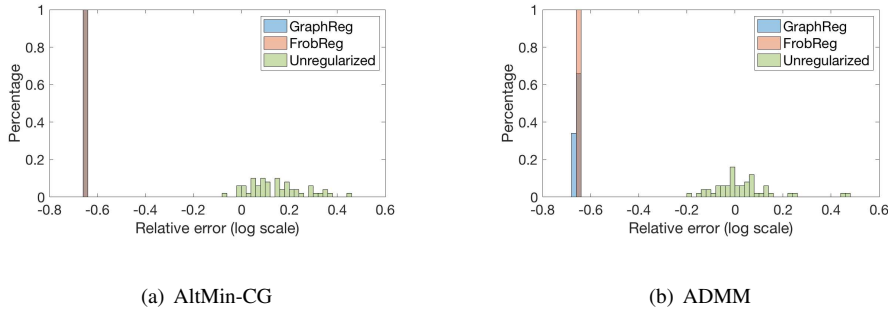 1
0.8
0.6
0.4
0.2
0
Percentage
GraphReg
FrobReg
Unregularized
-0.8 -0.6 -0.4 -0.2 0 0.2 0.4 0.6
Relative error (log scale)
(a) AltMin-CG
1
0.8
0.6
0.4
0.2
0
Percentage
GraphReg
FrobReg
Unregularized
-0.8 -0.6 -0.4 -0.2 0 0.2 0.4 0.6
Relative error (log scale)
(b) ADMM